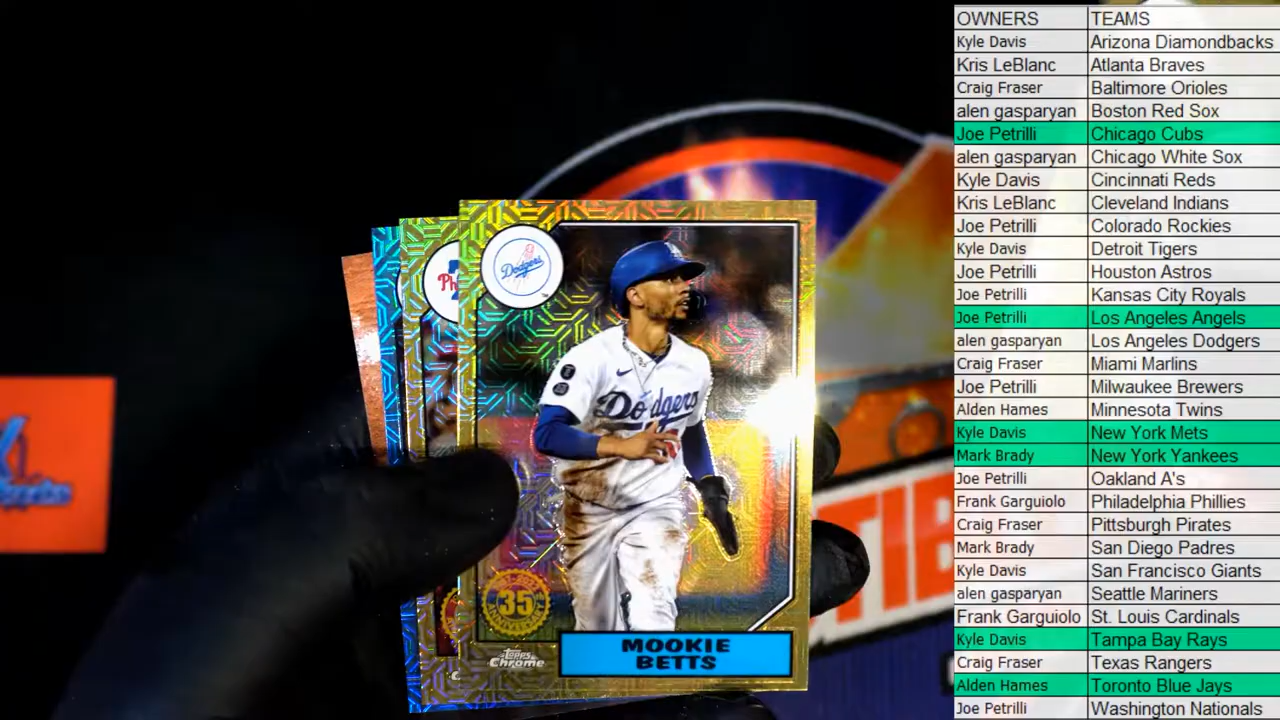 OWNERS TEAMS
Kyle Davis Arizona Diamondbacks
Kris LeBlanc Atlanta Braves
Craig Fraser Baltimore Orioles
alen gasparyan Boston Red Sox
Joe Petrilli Chicago Cubs
alen gasparyan Chicago White Sox
Kyle Davis Cincinnati Reds
Kris LeBlanc Cleveland Indians
Joe Petrilli Colorado Rockies
Kyle Davis Detroit Tigers
Joe Petrilli Houston Astros
Joe Petrilli Kansas City Royals
Joe Petrilli Los Angeles Angels
alen gasparyan Los Angeles Dodgers
Craig Fraser Miami Marlins
Joe Petrilli Milwaukee Brewers
Alden Hames Minnesota Twins
Kyle Davis New York Mets
Mark Brady New York Yankees
Joe Petrilli Oakland A's
Frank Garguiolo Philadelphia Phillies
Craig Fraser Pittsburgh Pirates
Mark Brady San Diego Padres
Kyle Davis San Francisco Giants
alen gasparyan Seattle Mariners
Frank Garguiolo St. Louis Cardinals
Kyle Davis Tampa Bay Rays
Craig Fraser Texas Rangers
Alden Hames Toronto Blue Jays
Joe Petrilli Washington Nationals
Dodgers
Ph
Dodgers
35
ANNIVERSARY
Topps
Chrome
MOOKIE
BETTS
TIB